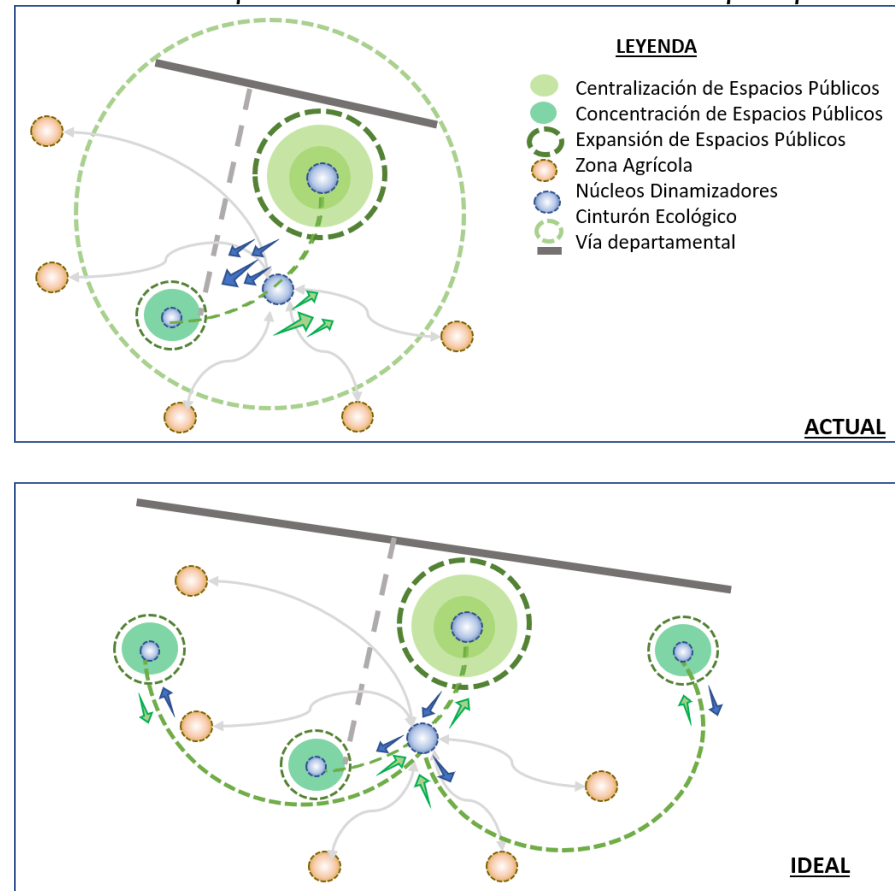 LEYENDA
Centralización de Espacios Públicos
Concentración de Espacios Públicos
Expansión de Espacios Públicos
Zona Agrícola
Núcleos Dinamizadores
Cinturón Ecológico
Vía departamental
ACTUAL
IDEAL